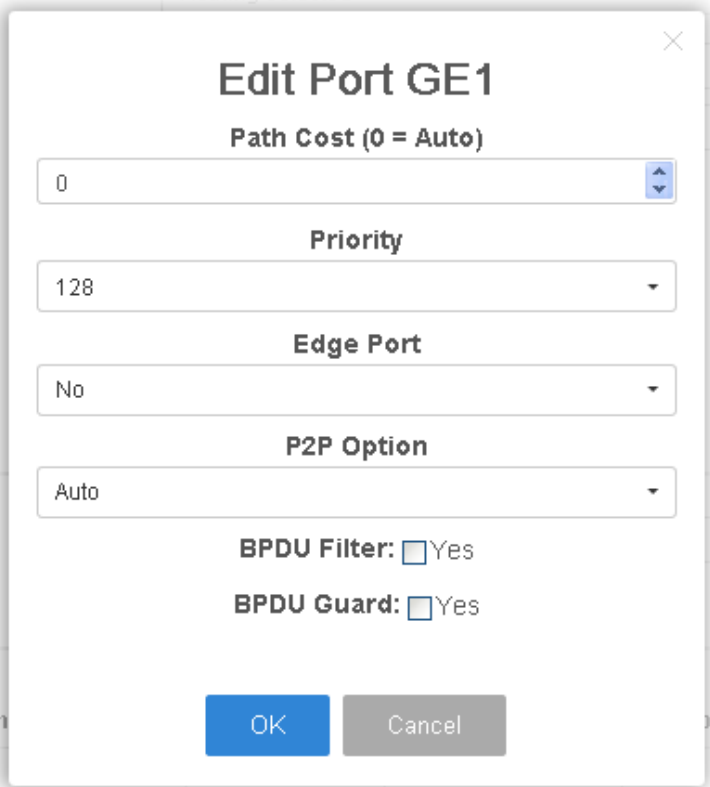 Edit Port GE1
Path Cost (0 = Auto)
0
Priority
128
Edge Port
No
P2P Option
Auto
BPDU Filter: Yes
BPDU Guard: Yes
OK Cancel